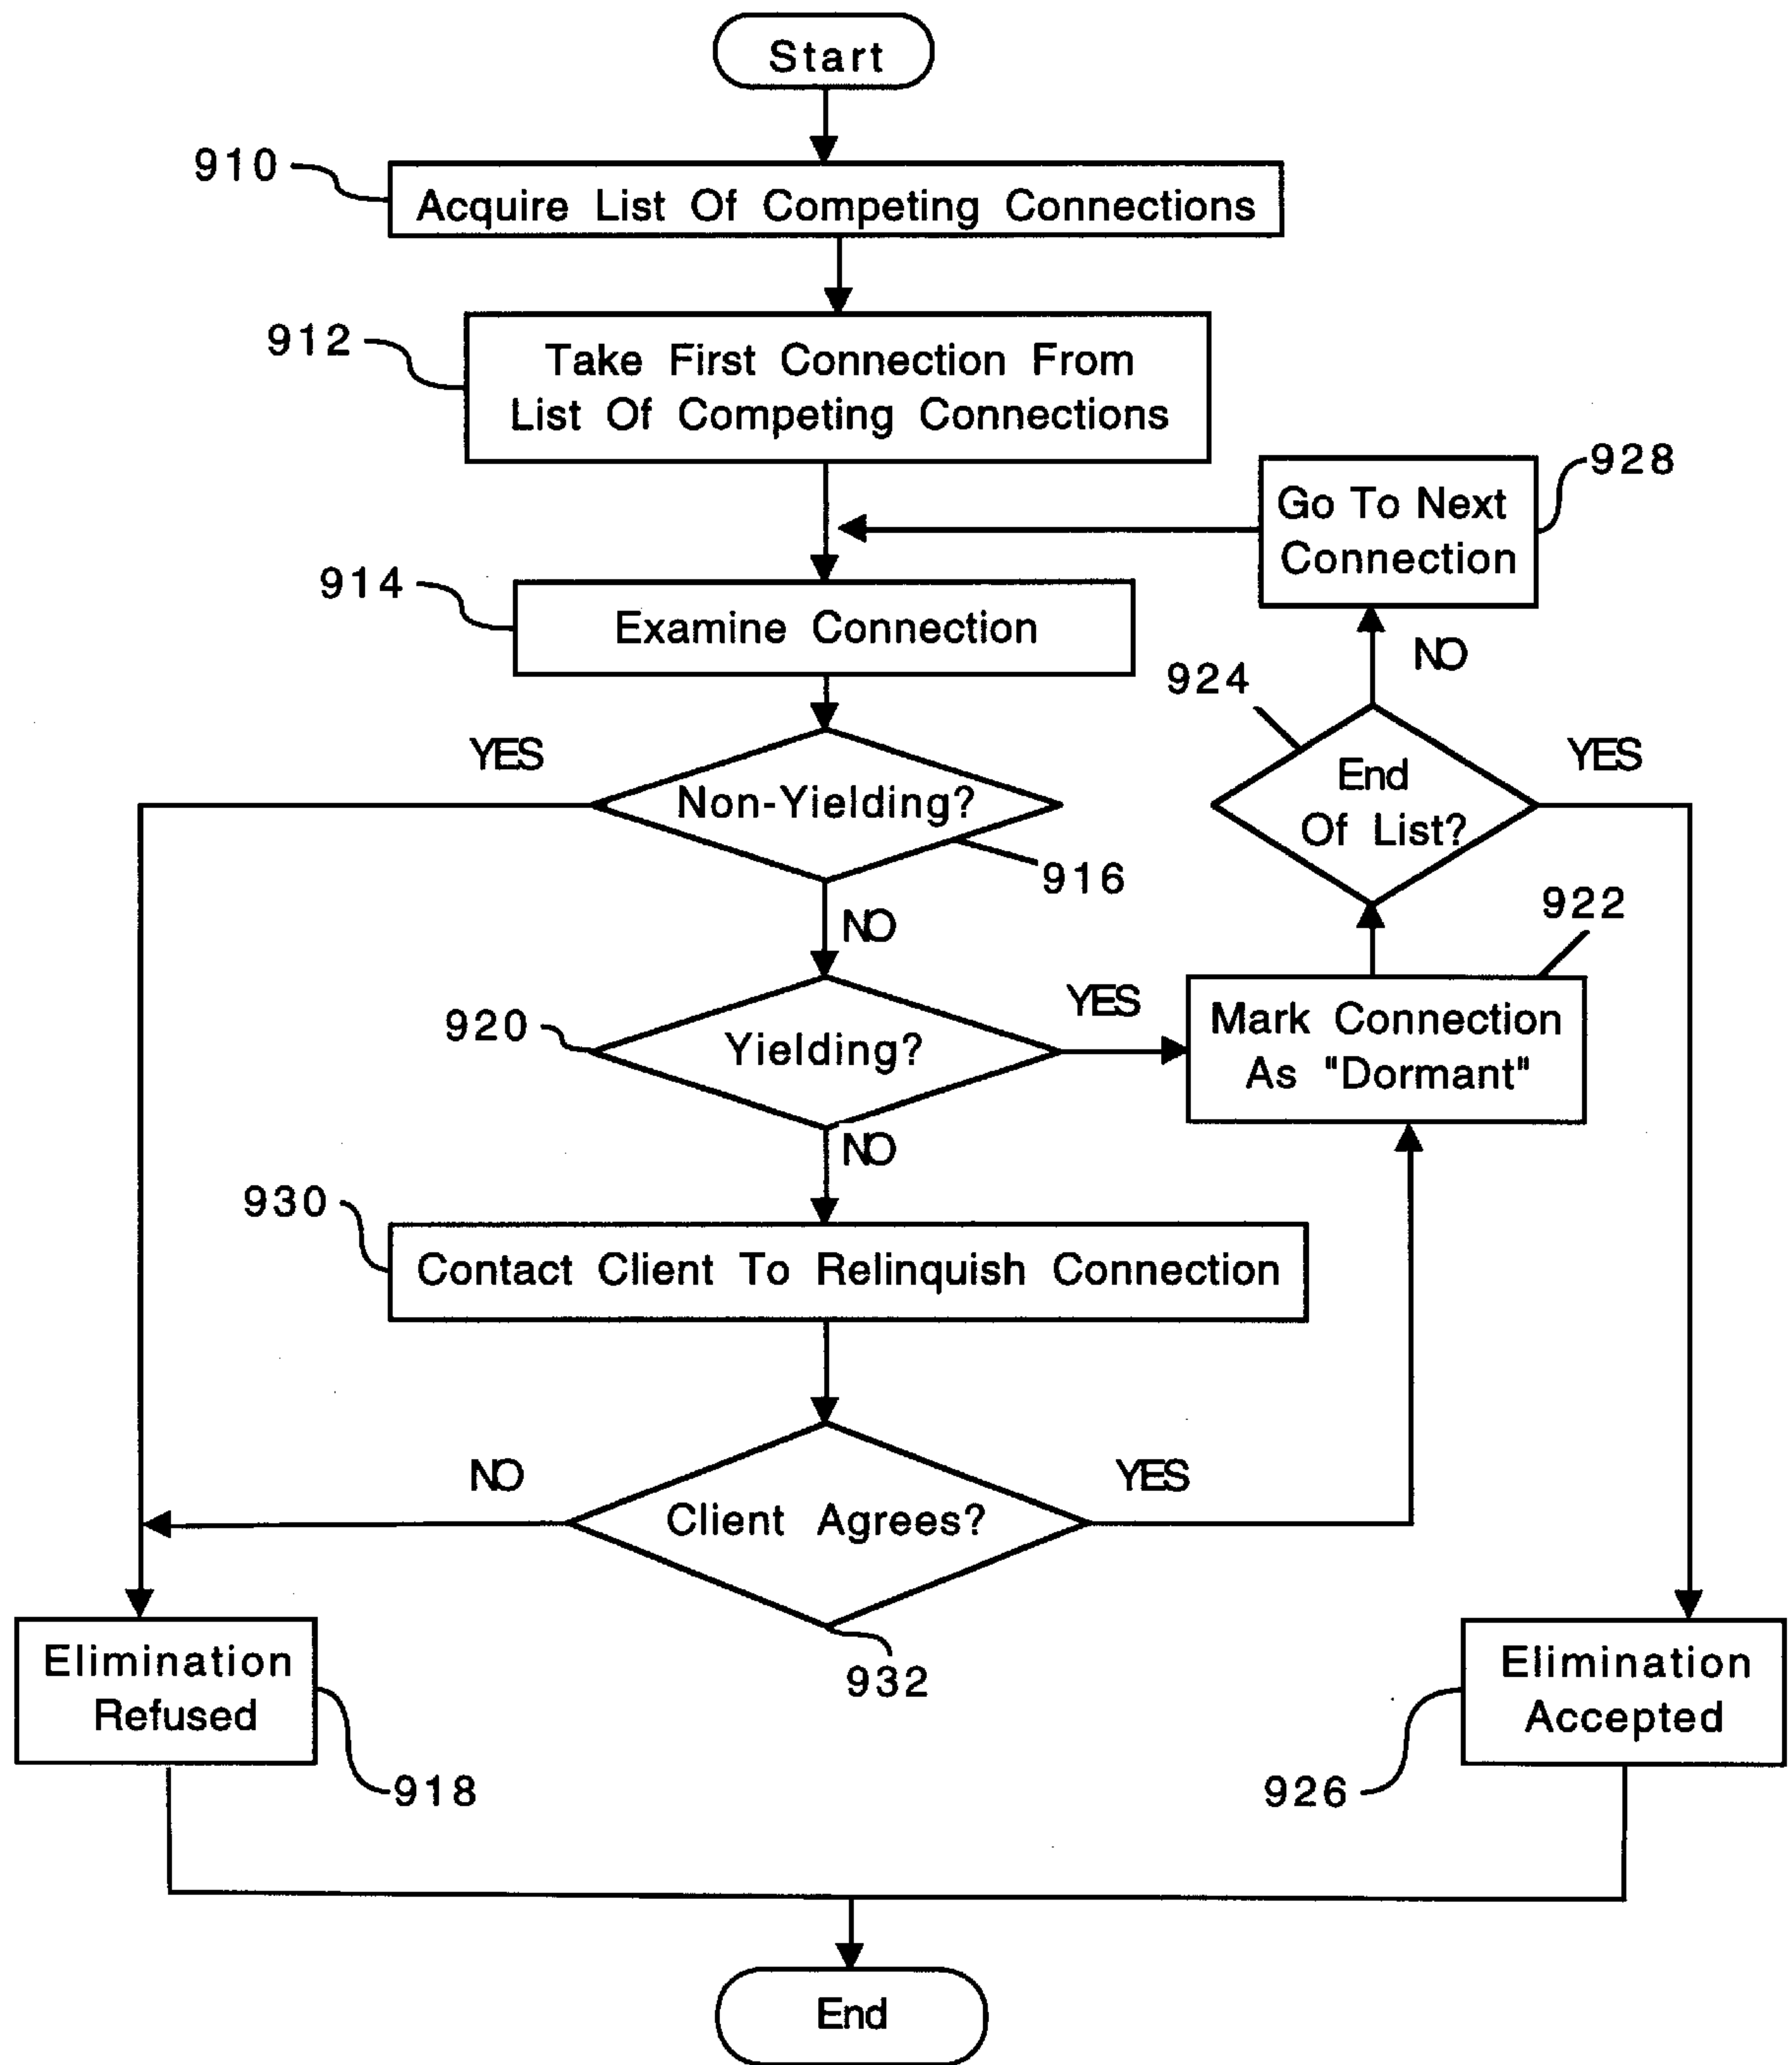 Start
910
Acquire List Of Competing Connections
912
Take First Connection From
List Of Competing Connections
928
Go To Next
Connection
914
Examine Connection
NO
924
YES
Non-Yielding?
End
Of List?
YES
916
NO
922
920
Yielding?
YES
Mark Connection
As "Dormant"
NO
930
Contact Client To Relinquish Connection
NO
Client Agrees?
YES
932
Elimination
Refused
918
Elimination
Accepted
926
End